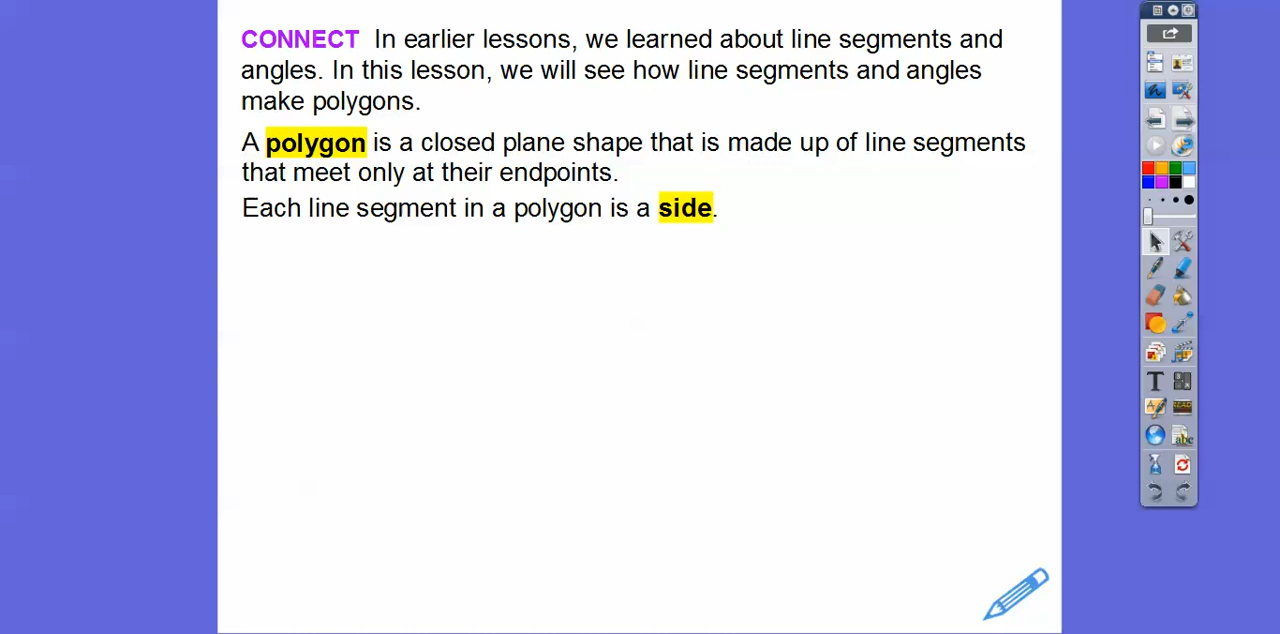 CONNECT In earlier lessons, we learned about line segments and
angles. In this lesson, we will see how line segments and angles
make polygons.
A polygon is a closed plane shape that is made up of line segments
that meet only at their endpoints.
Each line segment in a polygon is a side.